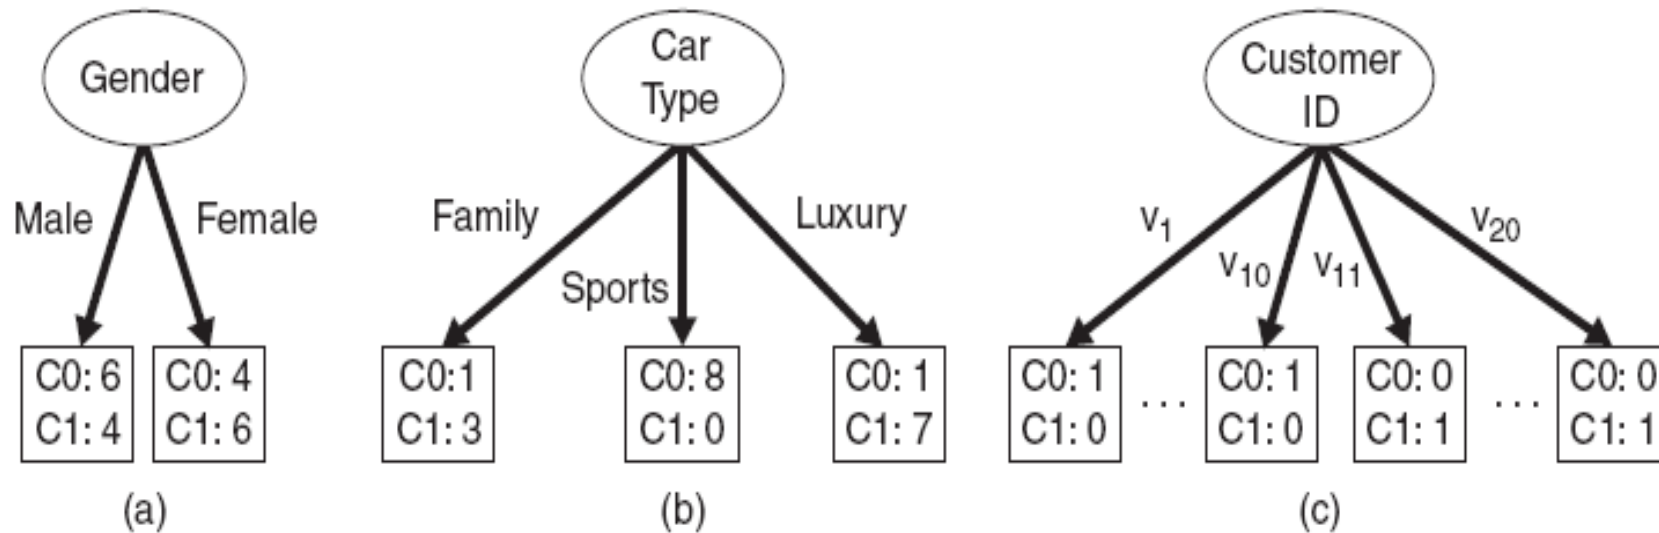 Gender
Male
Female
C0: 6
C1: 4
C0: 4
C1: 6
(a)
Car
Type
Family
Sports
Luxury
C0:1
C1: 3
C0: 8
C1: 0
C0: 1
C1: 7
(b)
Customer
ID
v1
v10
v11
v20
C0: 1
C1: 0
. . .
C0: 1
C1: 0
C0: 0
C1: 1
. . .
C0: 0
C1: 1
(c)